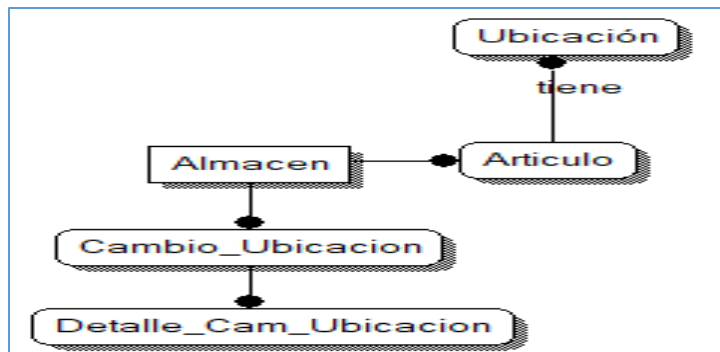 Ubicación
tiene
Almacen
Articulo
Cambio_Ubicacion
Detalle_Cam_Ubicacion